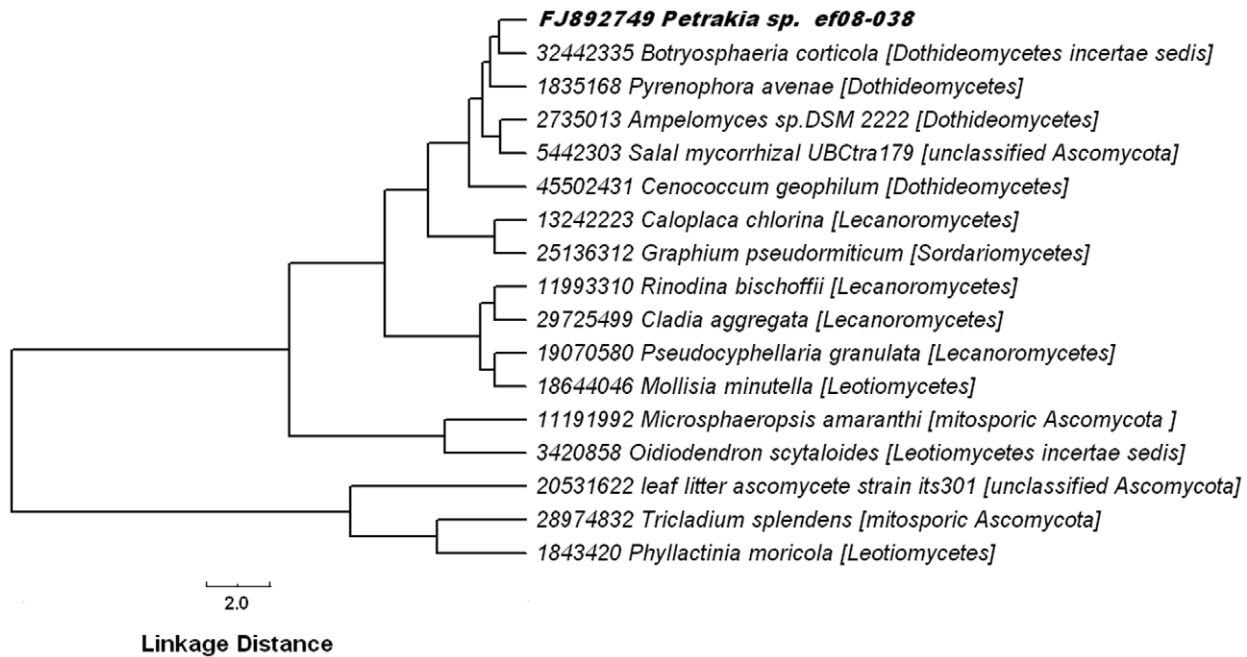 FJ892749 Petrakia sp. ef08-038
32442335 Botryosphaeria corticola [Dothideomycetes incertae sedis]
1835168 Pyrenophora avenae [Dothideomycetes]
2735013 Ampelomyces sp.DSM 2222 [Dothideomycetes]
5442303 Salal mycorrhizal UBCtra179 [unclassified Ascomycota]
45502431 Cenococcum geophilum [Dothideomycetes]
13242223 Caloplaca chlorina [Lecanoromycetes]
25136312 Graphium pseudormiticum [Sordariomycetes]
11993310 Rinodina bischoffii [Lecanoromycetes]
29725499 Cladia aggregata [Lecanoromycetes]
19070580 Pseudocyphellaria granulata [Lecanoromycetes]
18644046 Mollisia minutella [Leotiomycetes]
11191992 Microsphaeropsis amaranthi [mitosporic Ascomycota ]
3420858 Oidiodendron scytaloides [Leotiomycetes incertae sedis]
20531622 leaf litter ascomycete strain its301 [unclassified Ascomycota]
28974832 Tricladium splendens [mitosporic Ascomycota]
1843420 Phyllactinia moricola [Leotiomycetes]
2.0
Linkage Distance